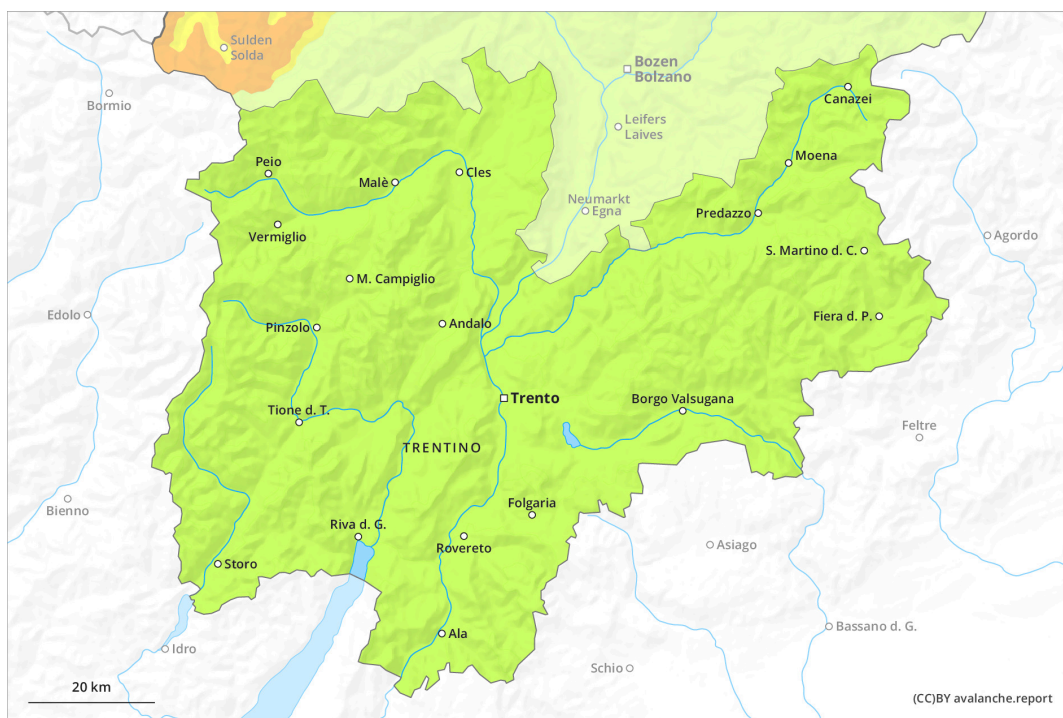 Sulden
Solda
Bozen
Bolzano
Bormio
Canazei
Leifers
Laives
Moena
Peio
Malè
Cles
Neumarkt
Egna
Predazzo
Vermiglio
Agordo
S. Martino d. C.
M. Campiglio
Edolo
Pinzolo
Andalo
Fiera d. P.
Trento
Borgo Valsugana
Tione d. T.
Feltre
TRENTINO
Bienno
Folgaria
Riva d. G.
Rovereto
Asiago
Storo
Ala
Bassano d. G.
Idro
Schio
20 km
(CC)BY avalanche.report